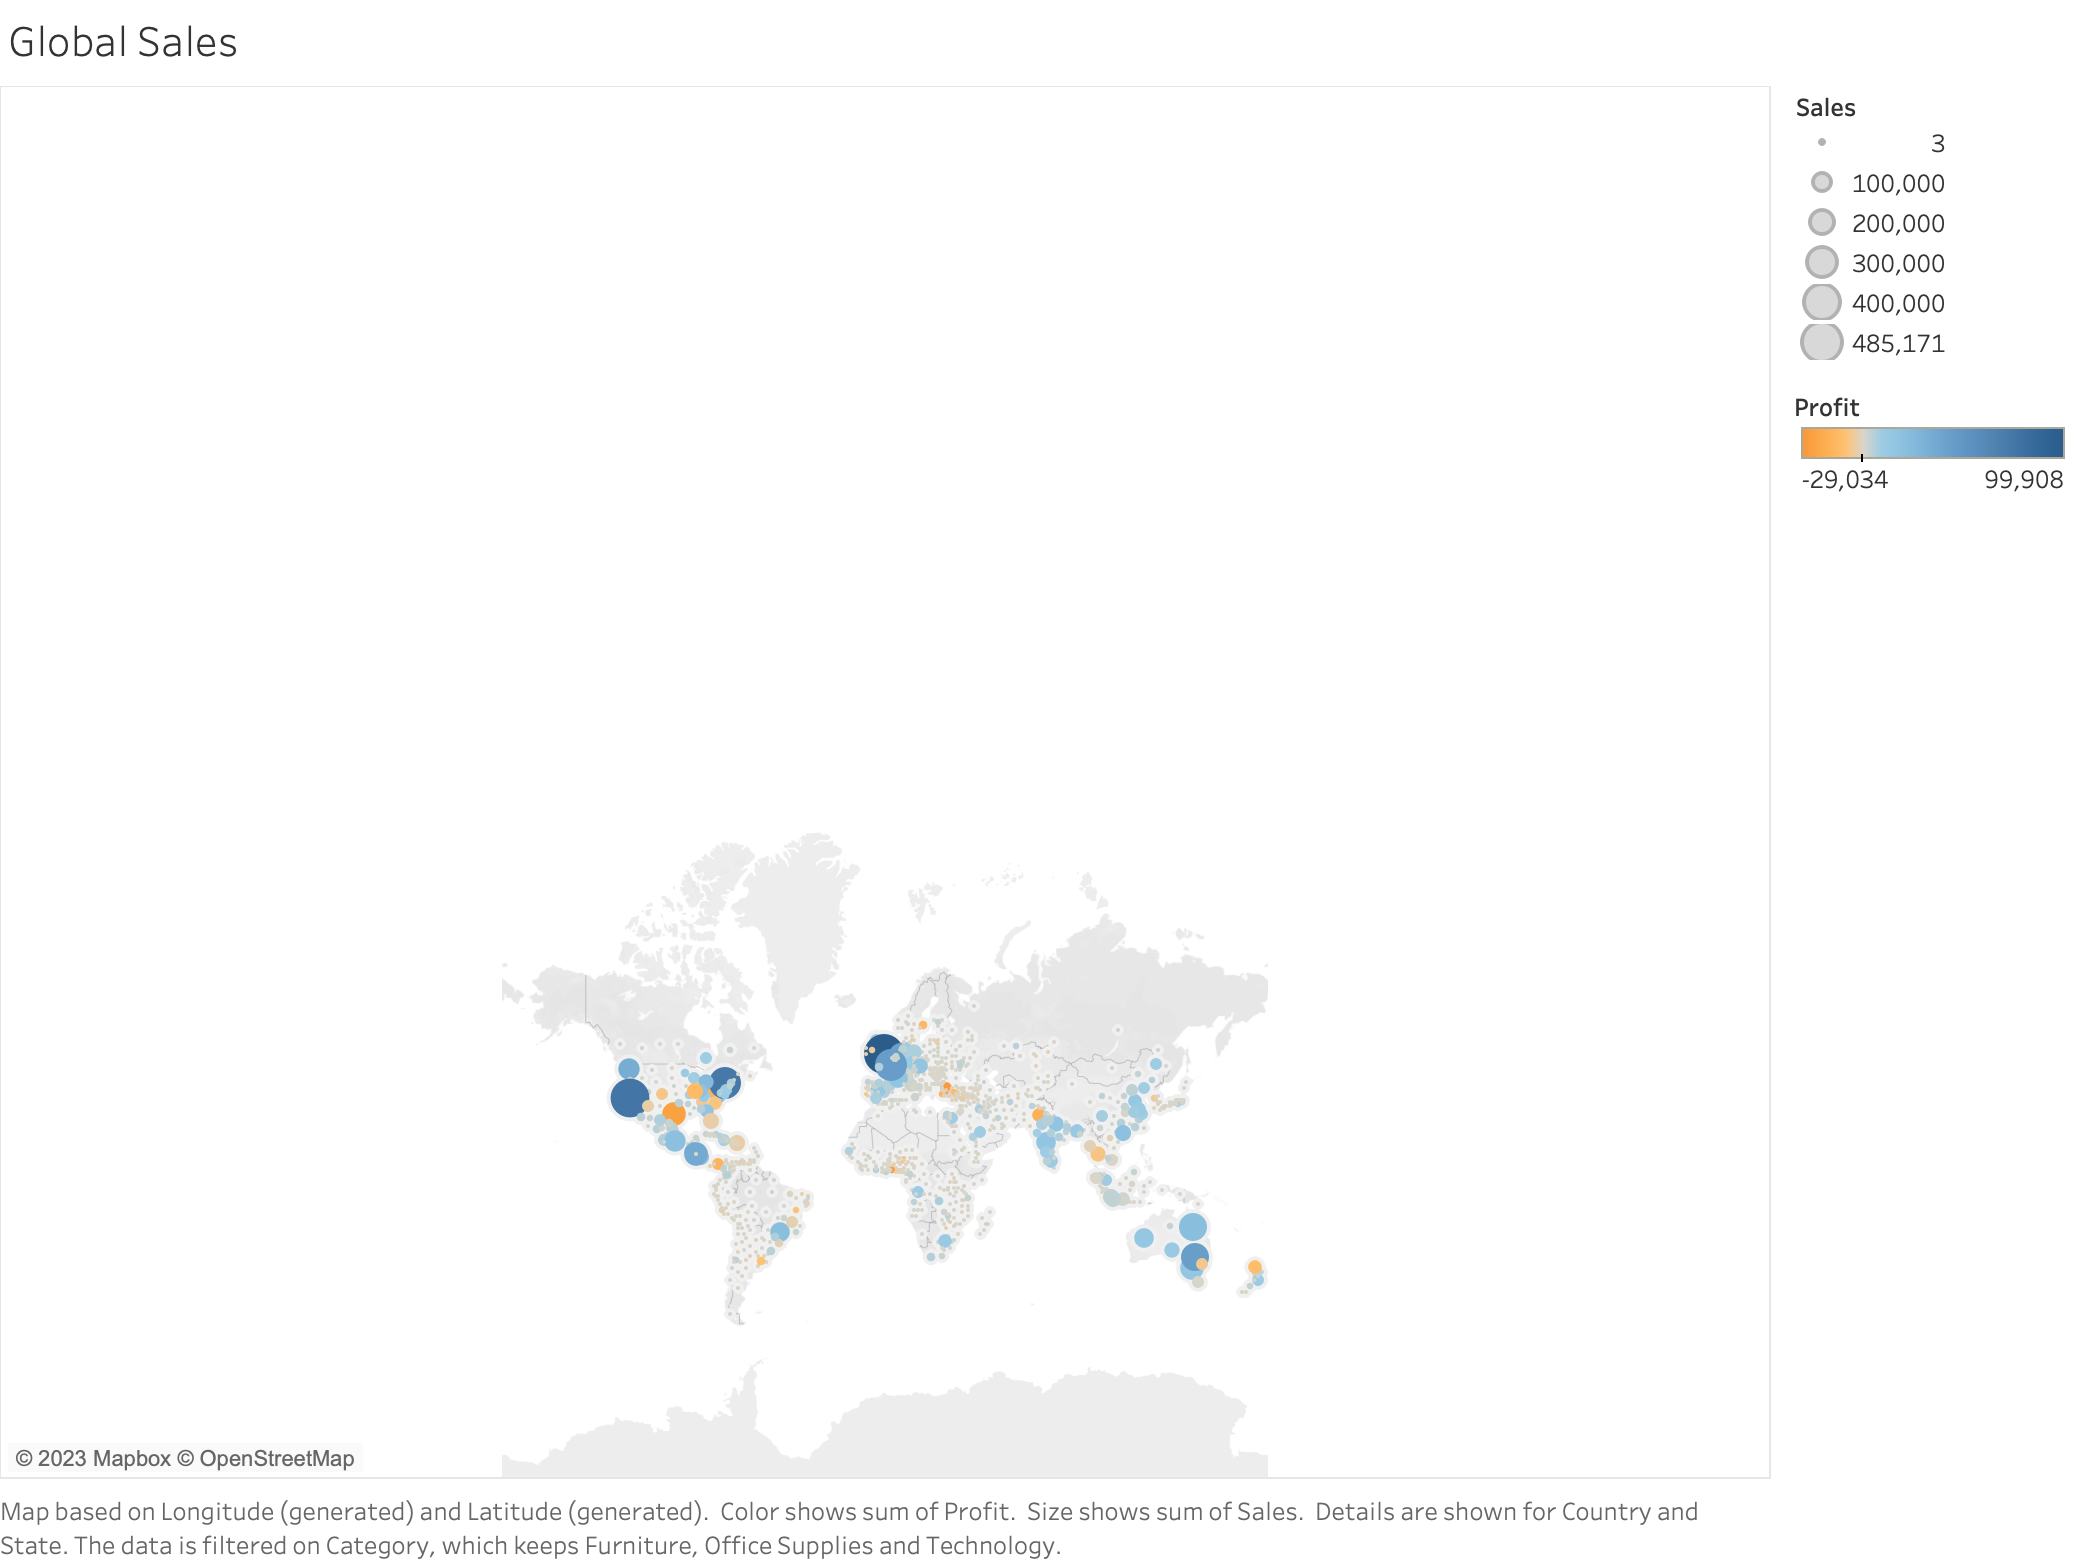 Global Sales
Sales
3
100,000
200,000
300,000
400,000
485,171
Profit
-29,034 99,908
© 2023 Mapbox © OpenStreetMap
Map based on Longitude (generated) and Latitude (generated).  Color shows sum of Profit.  Size shows sum of Sales.  Details are shown for Country and
State. The data is filtered on Category, which keeps Furniture, Office Supplies and Technology.